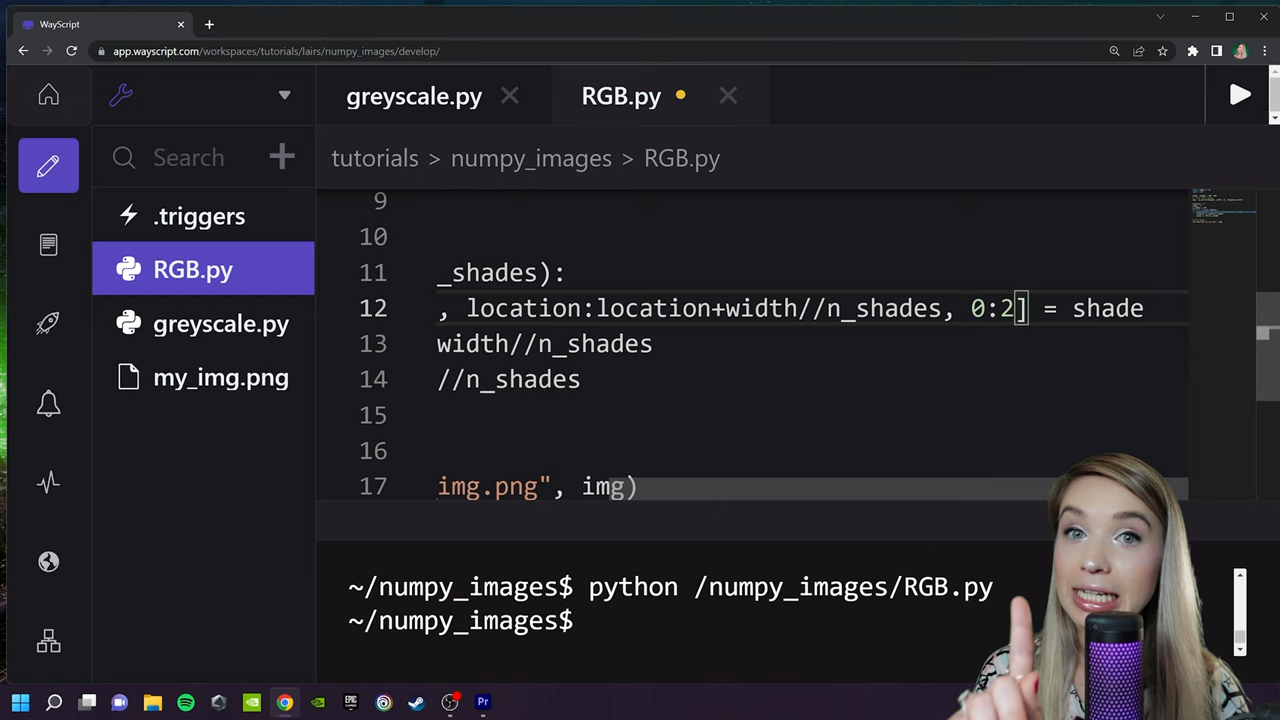 WayScript
app.wayscript.com/workspaces/tutorials/lairs/numpy_images/develop/
greyscale.py
RGB.py
Search
tutorials > numpy_images > RGB.py
.triggers
RGB.py
greyscale.py
my_img.png
9
10
11 _shades):
12 , location:location+width//n_shades, 0:2] = shade
13 width//n_shades
14 //n_shades
15
16
17 img.png", img)
~/numpy_images$ python /numpy_images/RGB.py
~/numpy_images$
EPIC
Pr